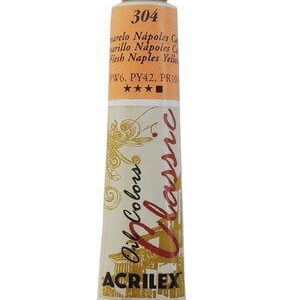 304
Nápoles
Nápoles
Flesh Naples Yellow
PW6, PY42,
★★★■
Oil Colors
Classic
ACRILEX